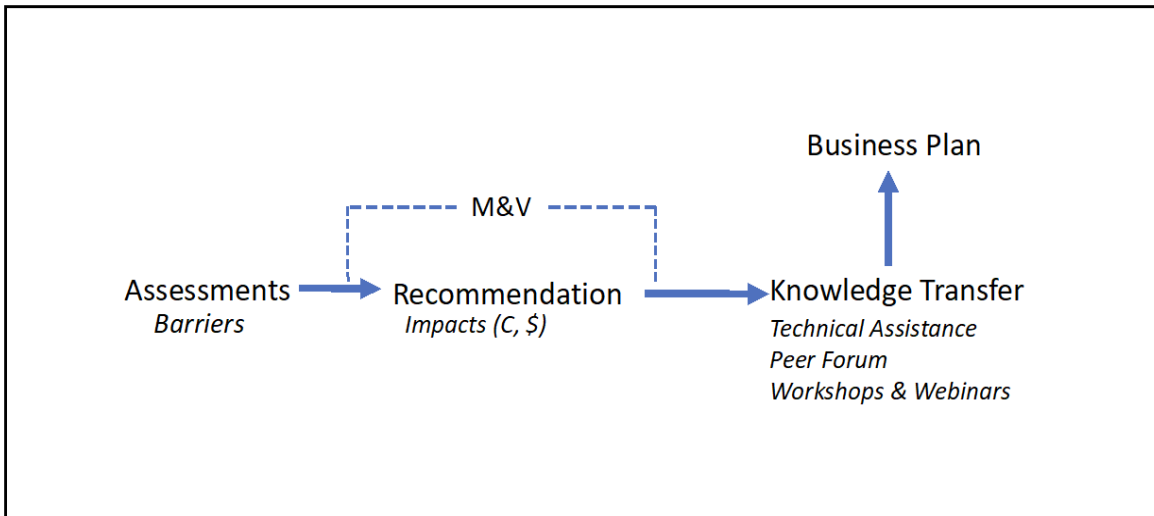 Business Plan
M&V
Assessments
Barriers
Recommendation
Impacts (C, $)
Knowledge Transfer
Technical Assistance
Peer Forum
Workshops & Webinars